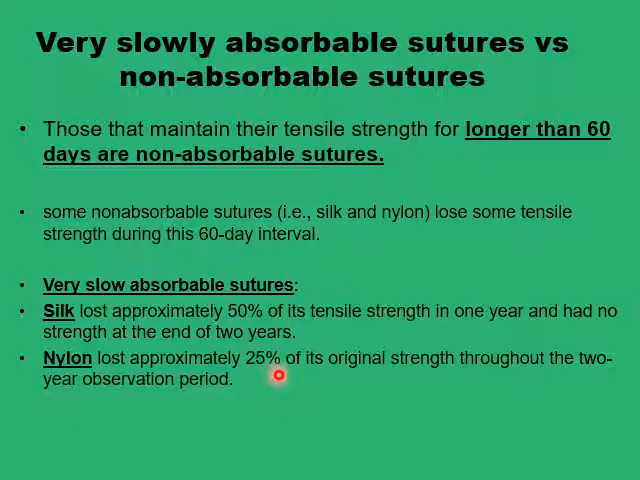 Very slowly absorbable sutures vs
non-absorbable sutures
• Those that maintain their tensile strength for longer than 60
days are non-absorbable sutures.
• some nonabsorbable sutures (i.e., silk and nylon) lose some tensile
strength during this 60-day interval.
• Very slow absorbable sutures:
• Silk lost approximately 50% of its tensile strength in one year and had no
strength at the end of two years.
• Nylon lost approximately 25% of its original strength throughout the two-
year observation period.